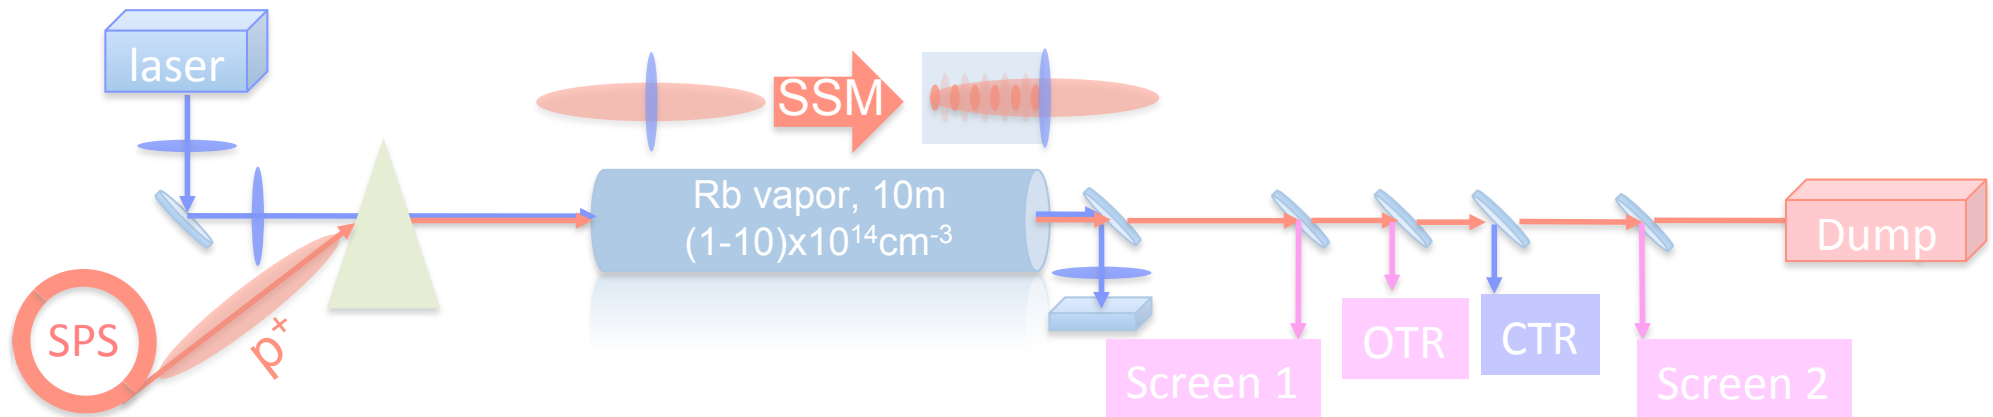 laser
SSM
Rb vapor, 10m
(1-10)x10¹⁴cm⁻³
SPS
p⁺
Dump
Screen 1
OTR
CTR
Screen 2